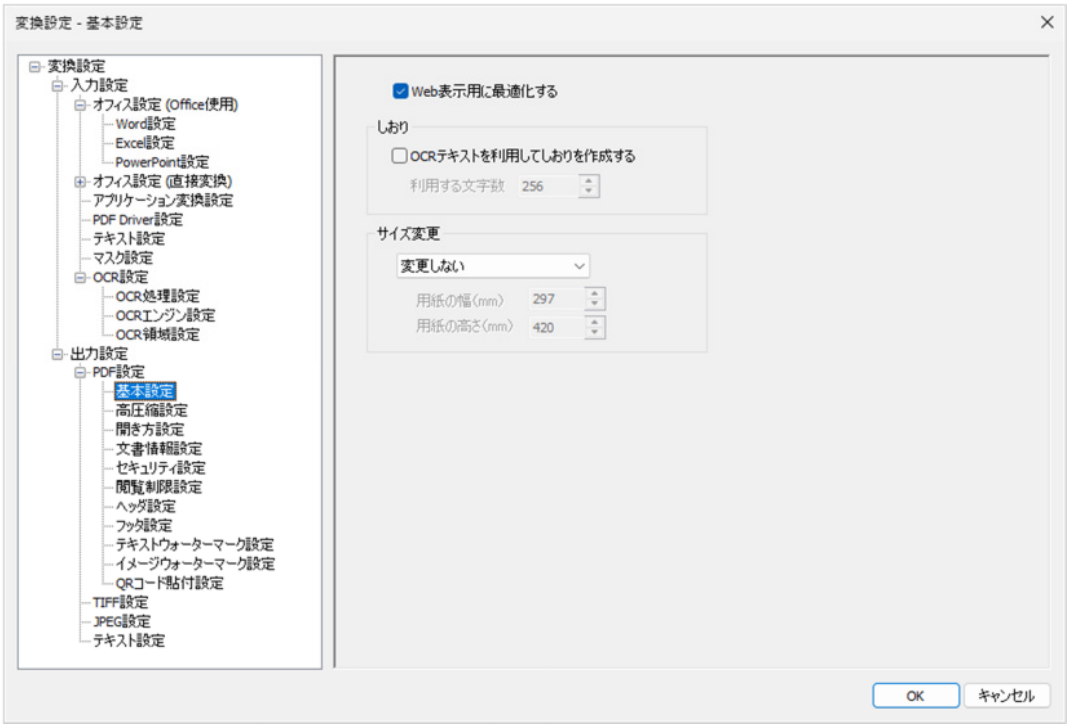 変換設定 - 基本設定
変換設定
入力設定
オフィス設定 (Office使用)
Word設定
Excel設定
PowerPoint設定
オフィス設定 (直接変換)
アプリケーション変換設定
PDF Driver設定
テキスト設定
マスク設定
OCR設定
OCR処理設定
OCRエンジン設定
OCR領域設定
出力設定
PDF設定
基本設定
高圧縮設定
開き方設定
文書情報設定
セキュリティ設定
閲覧制限設定
ヘッダ設定
フッタ設定
テキストウォーターマーク設定
イメージウォーターマーク設定
QRコード貼付設定
TIFF設定
JPEG設定
テキスト設定
Web表示用に最適化する
しおり
OCRテキストを利用してしおりを作成する
利用する文字数 256
サイズ変更
変更しない
用紙の幅(mm) 297
用紙の高さ(mm) 420
OK キャンセル